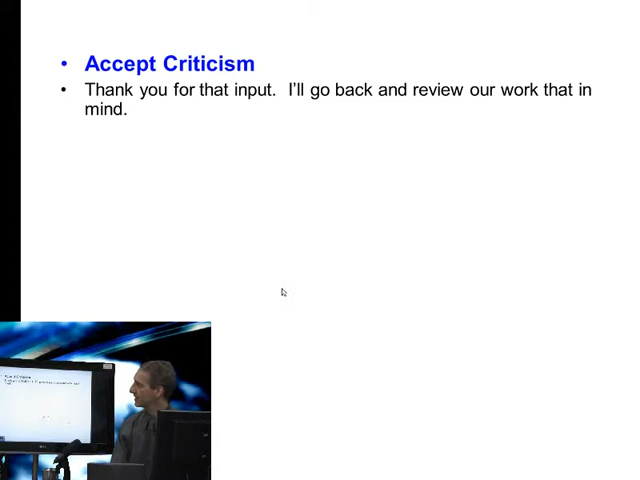 • Accept Criticism
• Thank you for that input. I'll go back and review our work that in
mind.